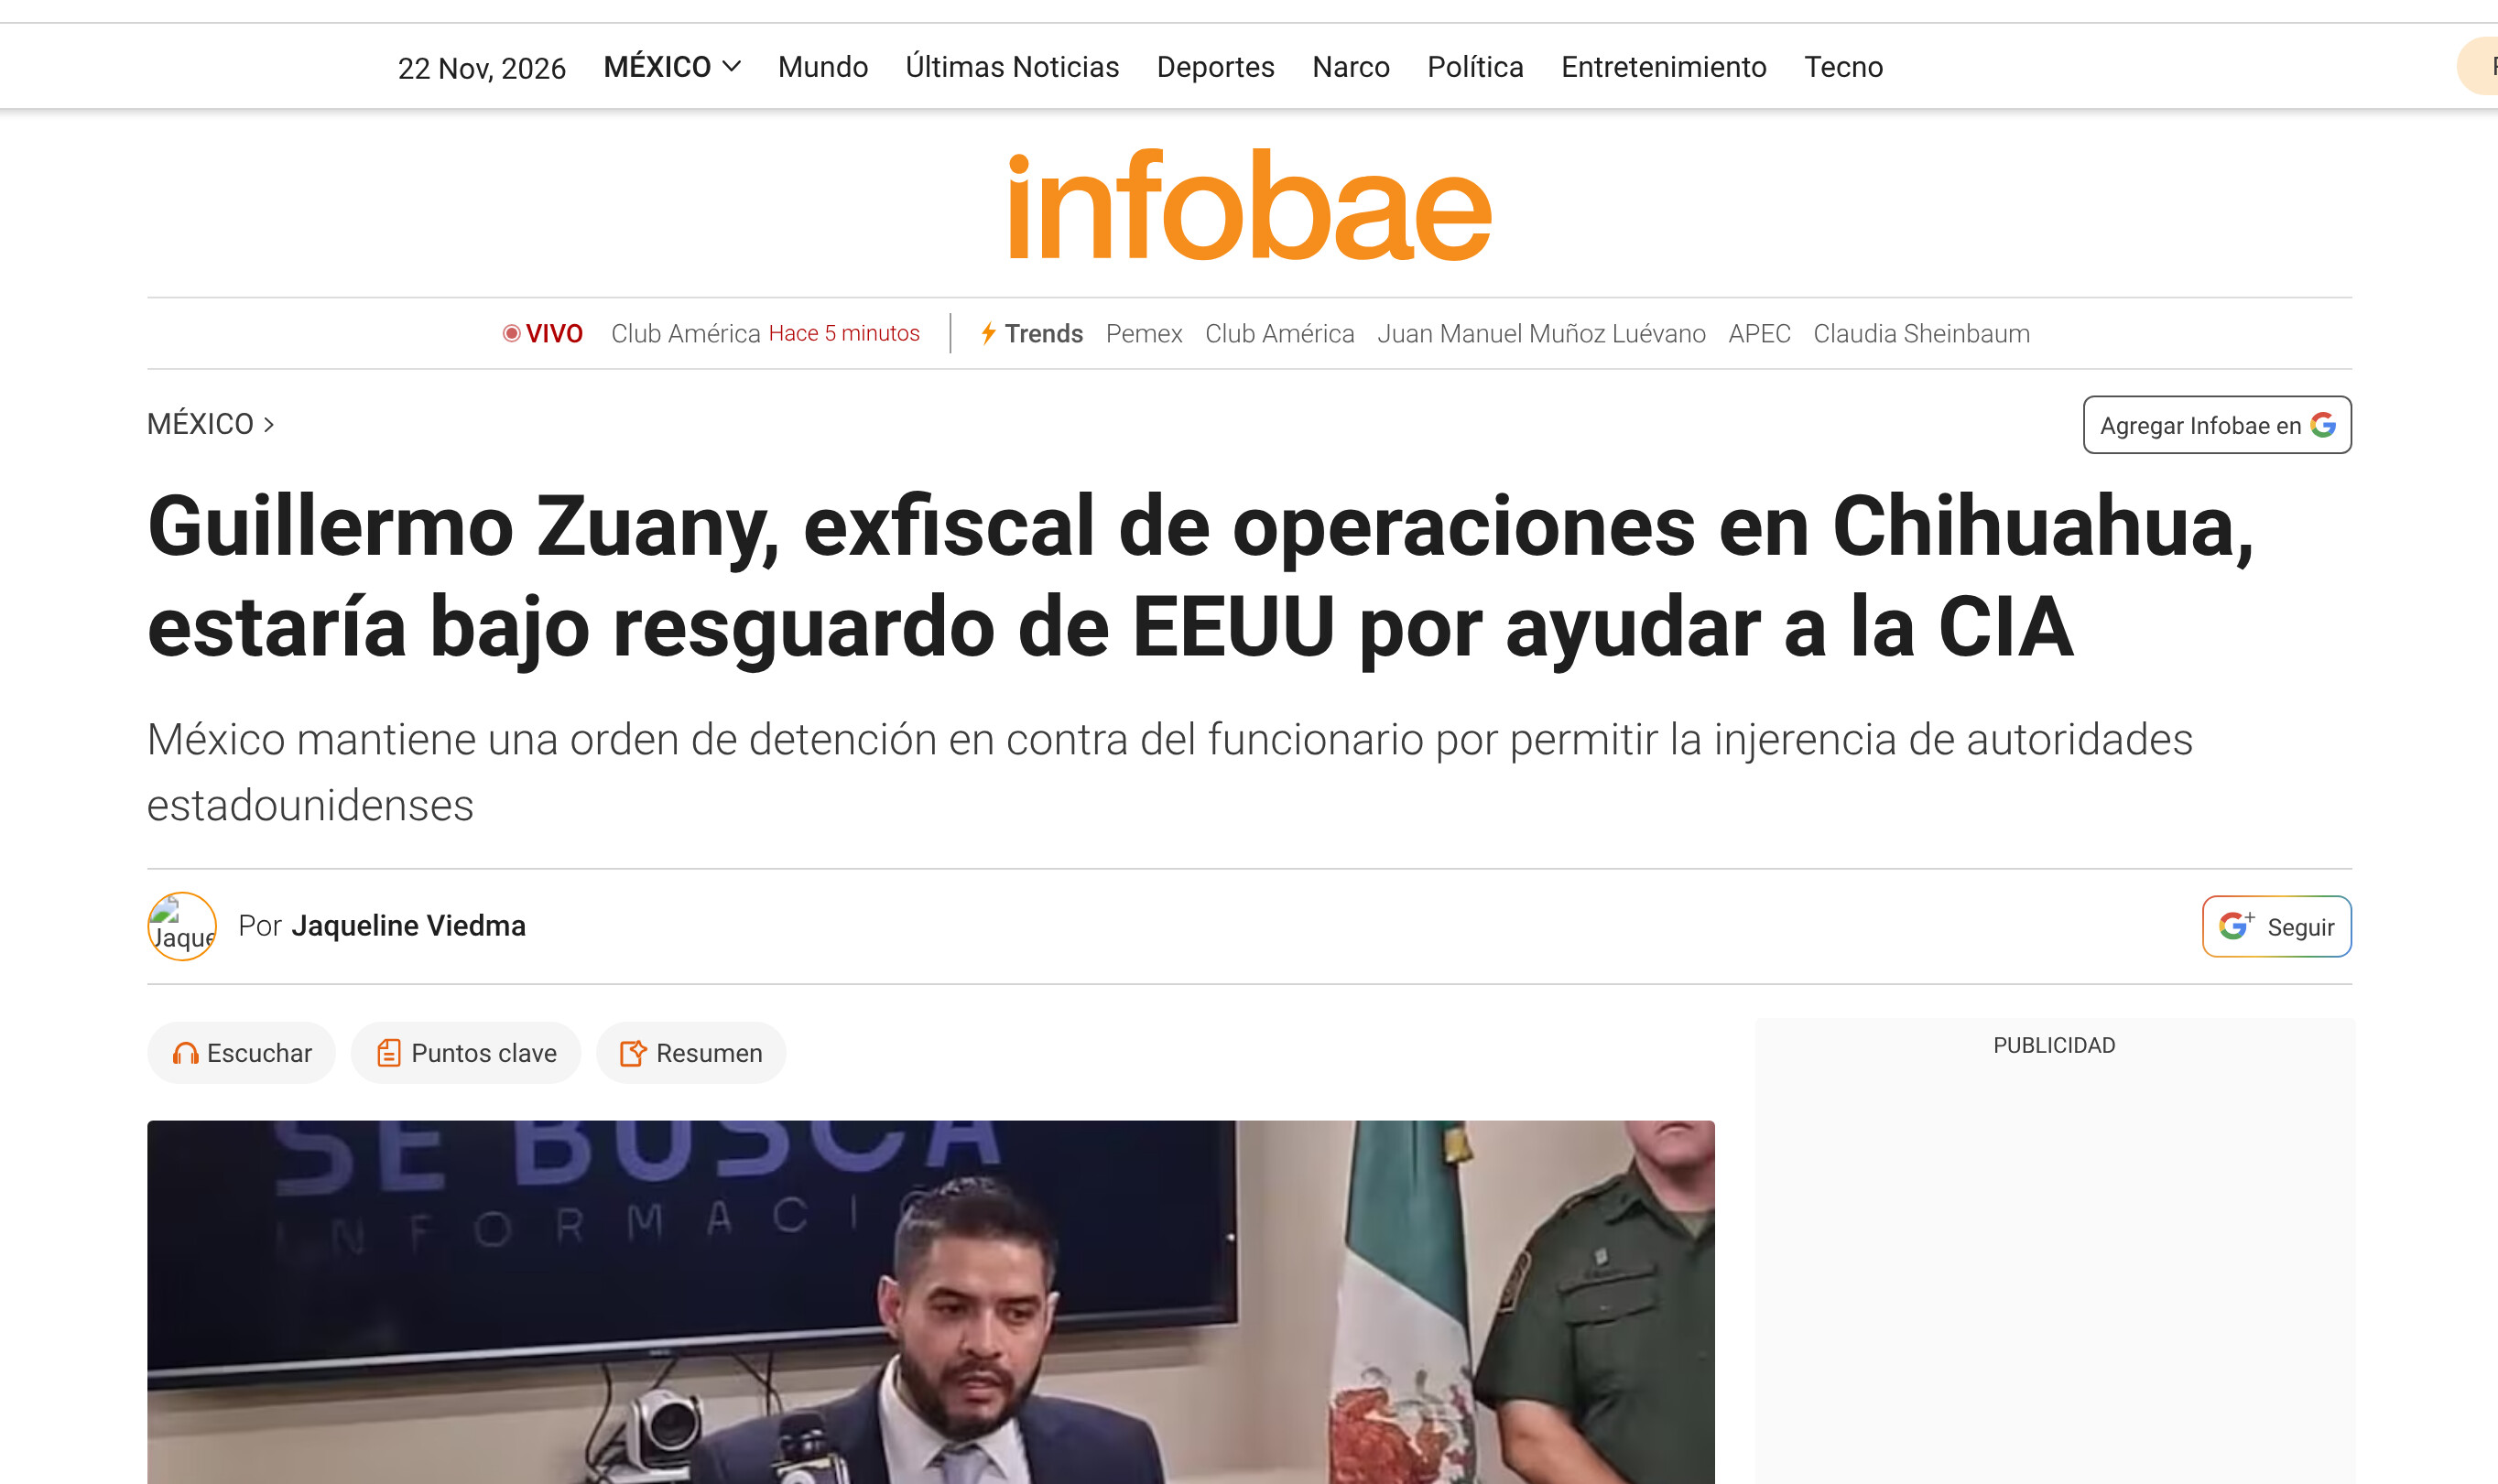 22 Nov, 2026 MÉXICO Mundo Últimas Noticias Deportes Narco Política Entretenimiento Tecno
infobae
VIVO Club América Hace 5 minutos Trends Pemex Club América Juan Manuel Muñoz Luévano APEC Claudia Sheinbaum
MÉXICO >
Agregar Infobae en
Guillermo Zuany, exfiscal de operaciones en Chihuahua,
estaría bajo resguardo de EEUU por ayudar a la CIA
México mantiene una orden de detención en contra del funcionario por permitir la injerencia de autoridades
estadounidenses
Jaque
Por Jaqueline Viedma
Seguir
Escuchar Puntos clave Resumen
PUBLICIDAD
SE BUSCA
INFORMACI